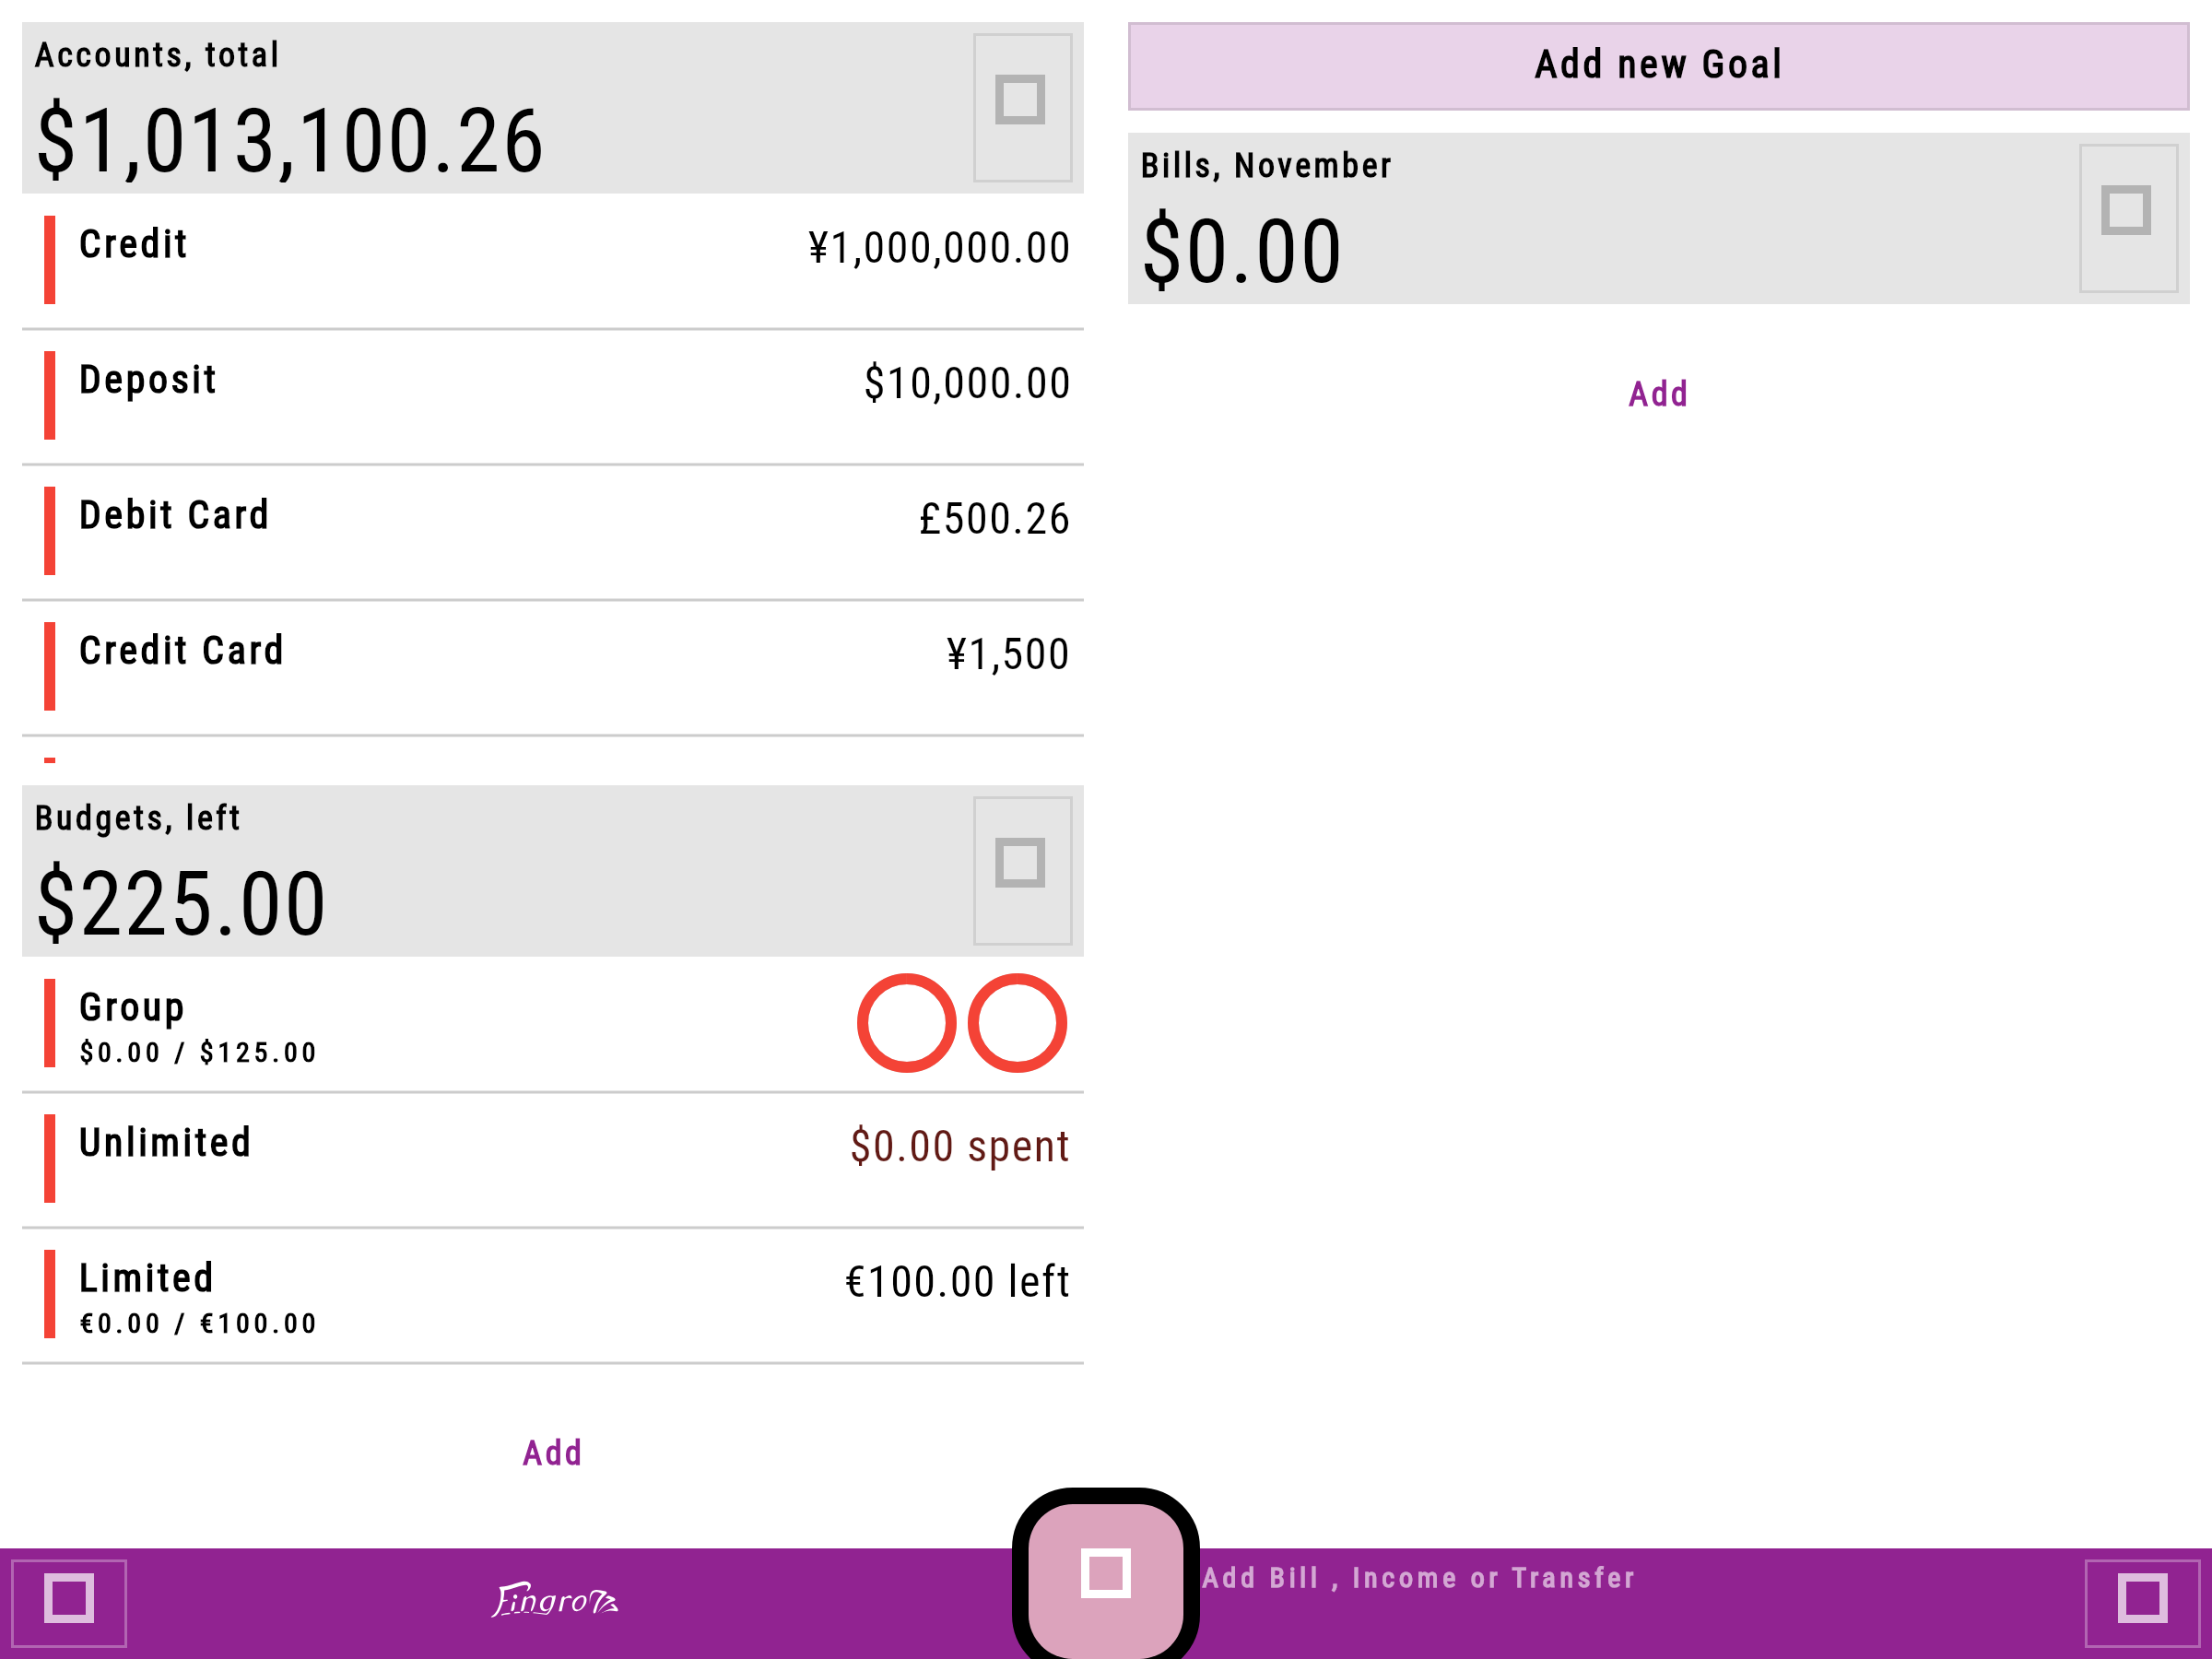 Accounts, total
$1,013,100.26
Credit
¥1,000,000.00
Deposit
$10,000.00
Debit Card
£500.26
Credit Card
¥1,500
Budgets, left
$225.00
Group
$0.00 / $125.00
Unlimited
$0.00 spent
Limited
€100.00 left
€0.00 / €100.00
Add
Add new Goal
Bills, November
$0.00
Add
Fingro
Add Bill , Income or Transfer